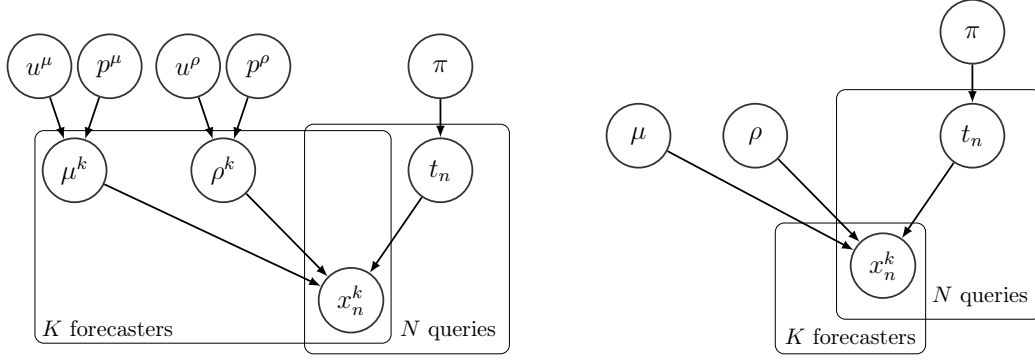 u^μ p^μ u^ρ p^ρ π
μ^k ρ^k t_n
x_n^k
K forecasters N queries
π
μ ρ t_n
x_n^k
N queries
K forecasters